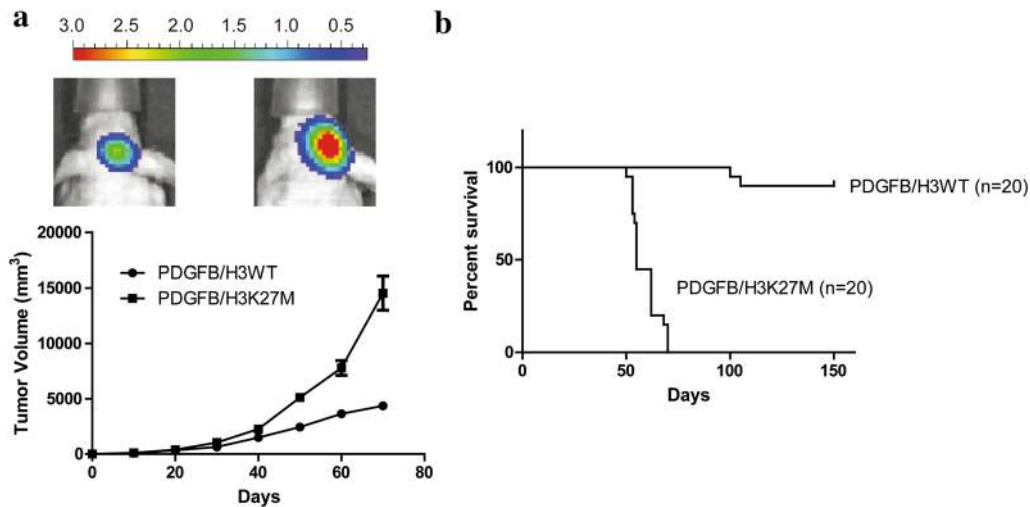 a
3.0 2.5 2.0 1.5 1.0 0.5
Tumor Volume (mm³)
20000
15000
10000
5000
0
PDGFB/H3WT
PDGFB/H3K27M
0 20 40 60 80
Days
b
Percent survival
100
50
0
PDGFB/H3WT (n=20)
PDGFB/H3K27M (n=20)
0 50 100 150
Days